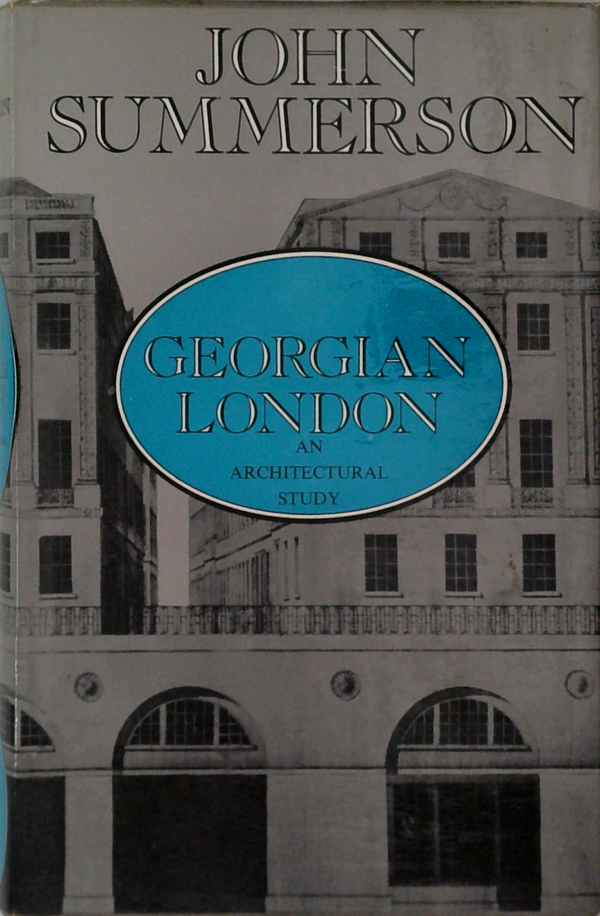 JOHN
SUMMERSON
GEORGIAN
LONDON
AN
ARCHITECTURAL
STUDY